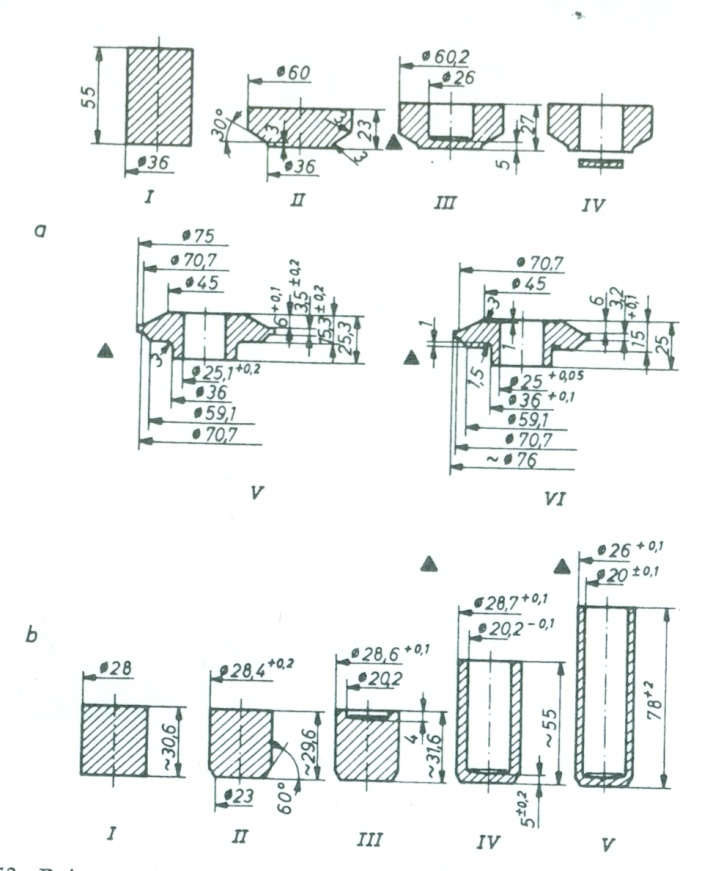 55
ø36
I
ø60
30°
3
3
23
3
ø36
II
ø60,2
ø26
27
5
III
IV
a
ø75
ø70,7
ø45
6+0,1
3,5±0,2
15,3±0,2
25,3
3
ø25,1+0,2
ø36
ø59,1
ø70,7
V
ø70,7
ø45
3
1
1
6
3,2
15+0,1
25
1,5
ø25+0,05
ø36+0,1
ø59,1
ø70,7
~ø76
VI
b
ø28
~30,6
I
ø28,4+0,2
~29,6
ø23
60°
II
ø28,6+0,1
ø20,2
4
~31,6
III
ø28,7+0,1
ø20,2-0,1
~55
5±0,2
IV
ø26+0,1
ø20±0,1
78+2
V